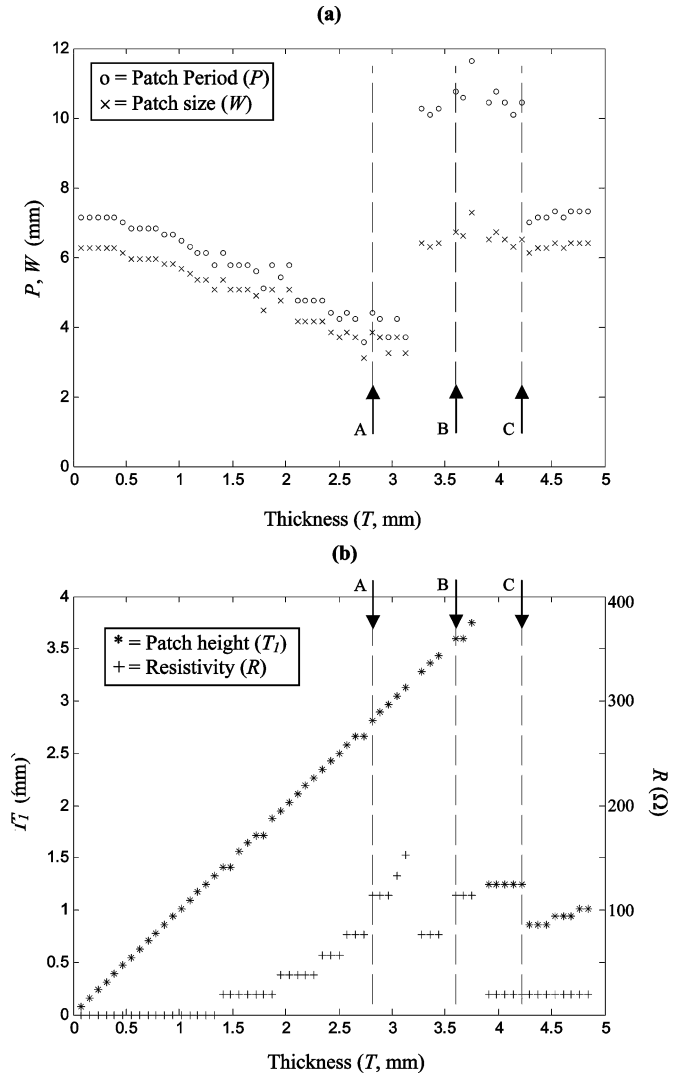 (a)
12
10
8
6
4
2
0
P, W (mm)
o = Patch Period (P)
× = Patch size (W)
A
B
C
0 0.5 1 1.5 2 2.5 3 3.5 4 4.5 5
Thickness (T, mm)
(b)
A
B
C
4
3.5
3
2.5
2
1.5
1
0.5
0
T1 (mm)
* = Patch height (T1)
+ = Resistivity (R)
400
300
200
100
0
R (Ω)
0 0.5 1 1.5 2 2.5 3 3.5 4 4.5 5
Thickness (T, mm)